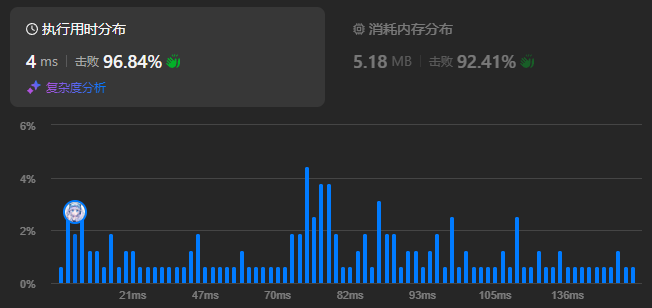 执行用时分布
4 ms 击败 96.84%
复杂度分析
消耗内存分布
5.18 MB 击败 92.41%
6%
4%
2%
0%
21ms 47ms 70ms 82ms 93ms 105ms 136ms